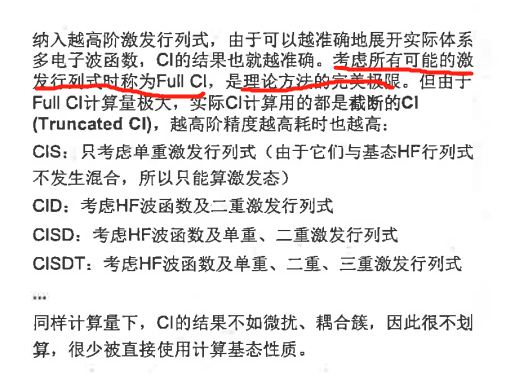 纳入越高阶激发行列式，由于可以越准确地展开实际体系
多电子波函数，CI的结果也就越准确。考虑所有可能的激
发行列式时称为Full CI，是理论方法的完美极限。但由于
Full CI计算量极大，实际CI计算用的都是截断的CI
(Truncated CI)，越高阶精度越高耗时也越高：
CIS：只考虑单重激发行列式（由于它们与基态HF行列式
不发生混合，所以只能算激发态）
CID：考虑HF波函数及二重激发行列式
CISD：考虑HF波函数及单重、二重激发行列式
CISDT：考虑HF波函数及单重、二重、三重激发行列式
...
同样计算量下，CI的结果不如微扰、耦合簇，因此很不划
算，很少被直接使用计算基态性质。